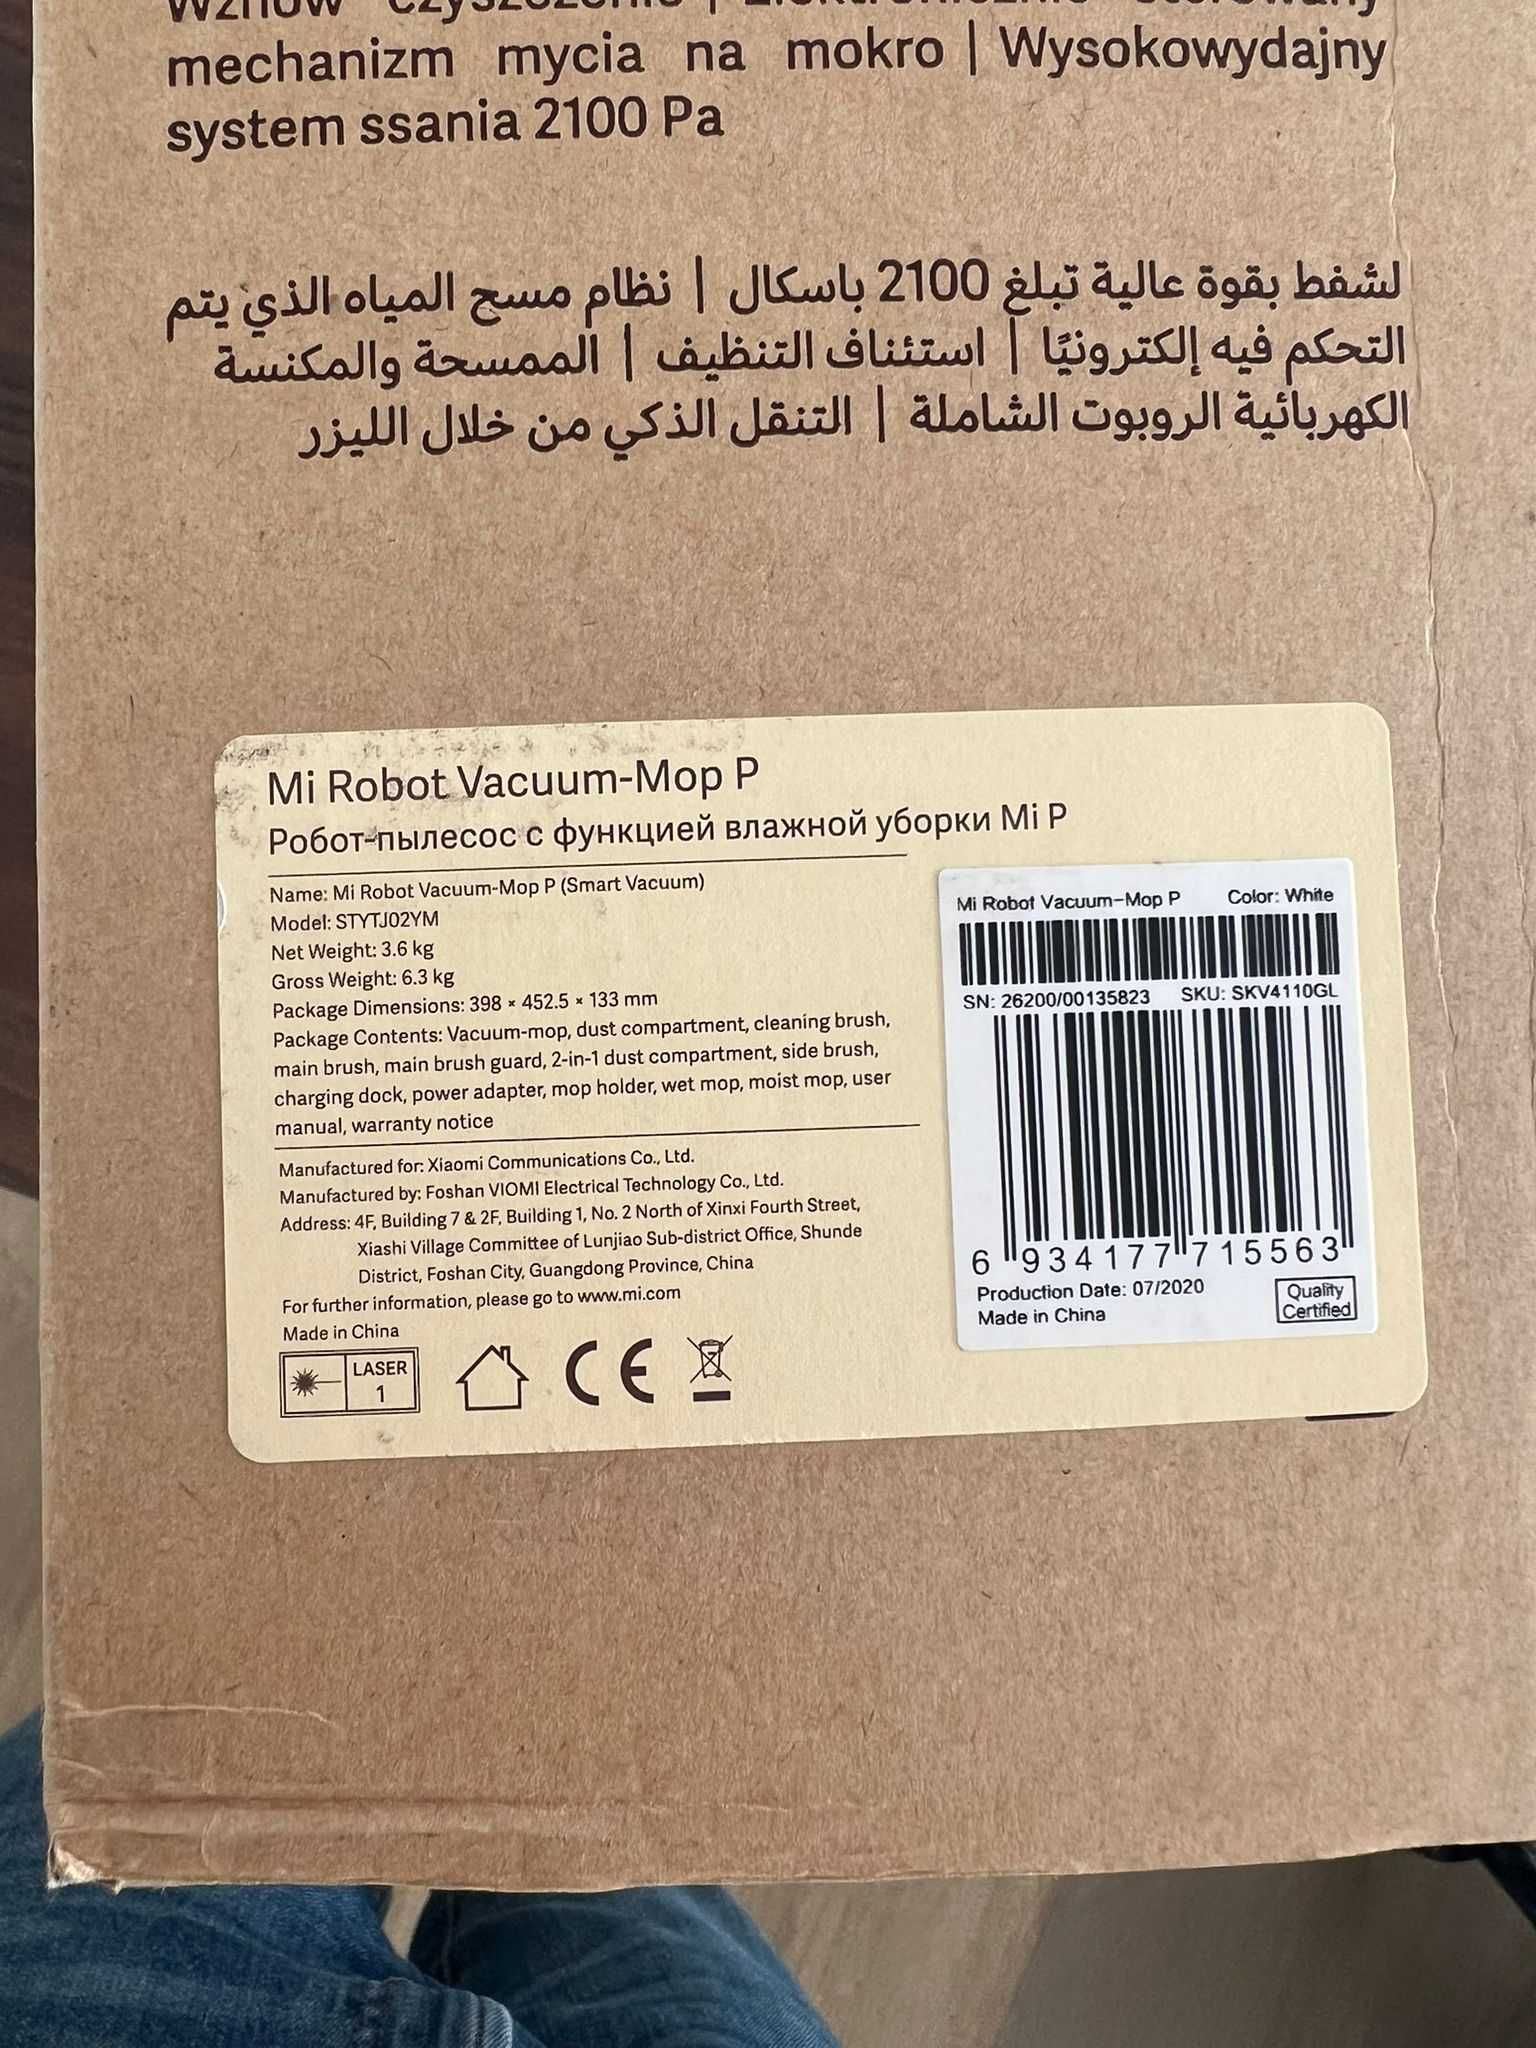 Wznów czyszczenie | Elektronicznie sterowany
mechanizm mycia na mokro | Wysokowydajny
system ssania 2100 Pa
لشفط بقوة عالية تبلغ 2100 باسكال | نظام مسح المياه الذي يتم
التحكم فيه إلكترونيًا | استئناف التنظيف | الممسحة والمكنسة
الكهربائية الروبوت الشاملة | التنقل الذكي من خلال الليزر
Mi Robot Vacuum-Mop P
Робот-пылесос с функцией влажной уборки Mi P
Name: Mi Robot Vacuum-Mop P (Smart Vacuum)
Model: STYTJ02YM
Net Weight: 3.6 kg
Gross Weight: 6.3 kg
Package Dimensions: 398 × 452.5 × 133 mm
Package Contents: Vacuum-mop, dust compartment, cleaning brush,
main brush, main brush guard, 2-in-1 dust compartment, side brush,
charging dock, power adapter, mop holder, wet mop, moist mop, user
manual, warranty notice
Manufactured for: Xiaomi Communications Co., Ltd.
Manufactured by: Foshan VIOMI Electrical Technology Co., Ltd.
Address: 4F, Building 7 & 2F, Building 1, No. 2 North of Xinxi Fourth Street,
Xiashi Village Committee of Lunjiao Sub-district Office, Shunde
District, Foshan City, Guangdong Province, China
For further information, please go to www.mi.com
Made in China
LASER
1
CE
Mi Robot Vacuum-Mop P Color: White
SN: 26200/00135823 SKU: SKV4110GL
6 934177 715563
Production Date: 07/2020
Made in China
Quality
Certified